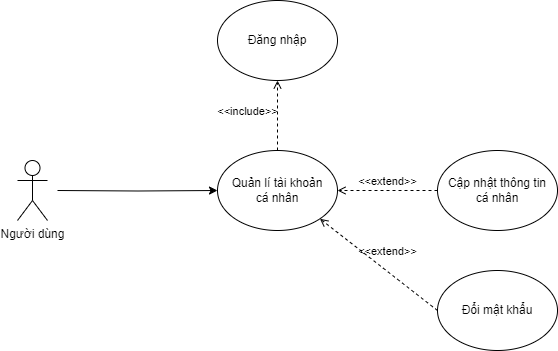 Đăng nhập
<<include>>
Quản lí tài khoản
cá nhân
<<extend>>
Cập nhật thông tin
cá nhân
Người dùng
<<extend>>
Đổi mật khẩu